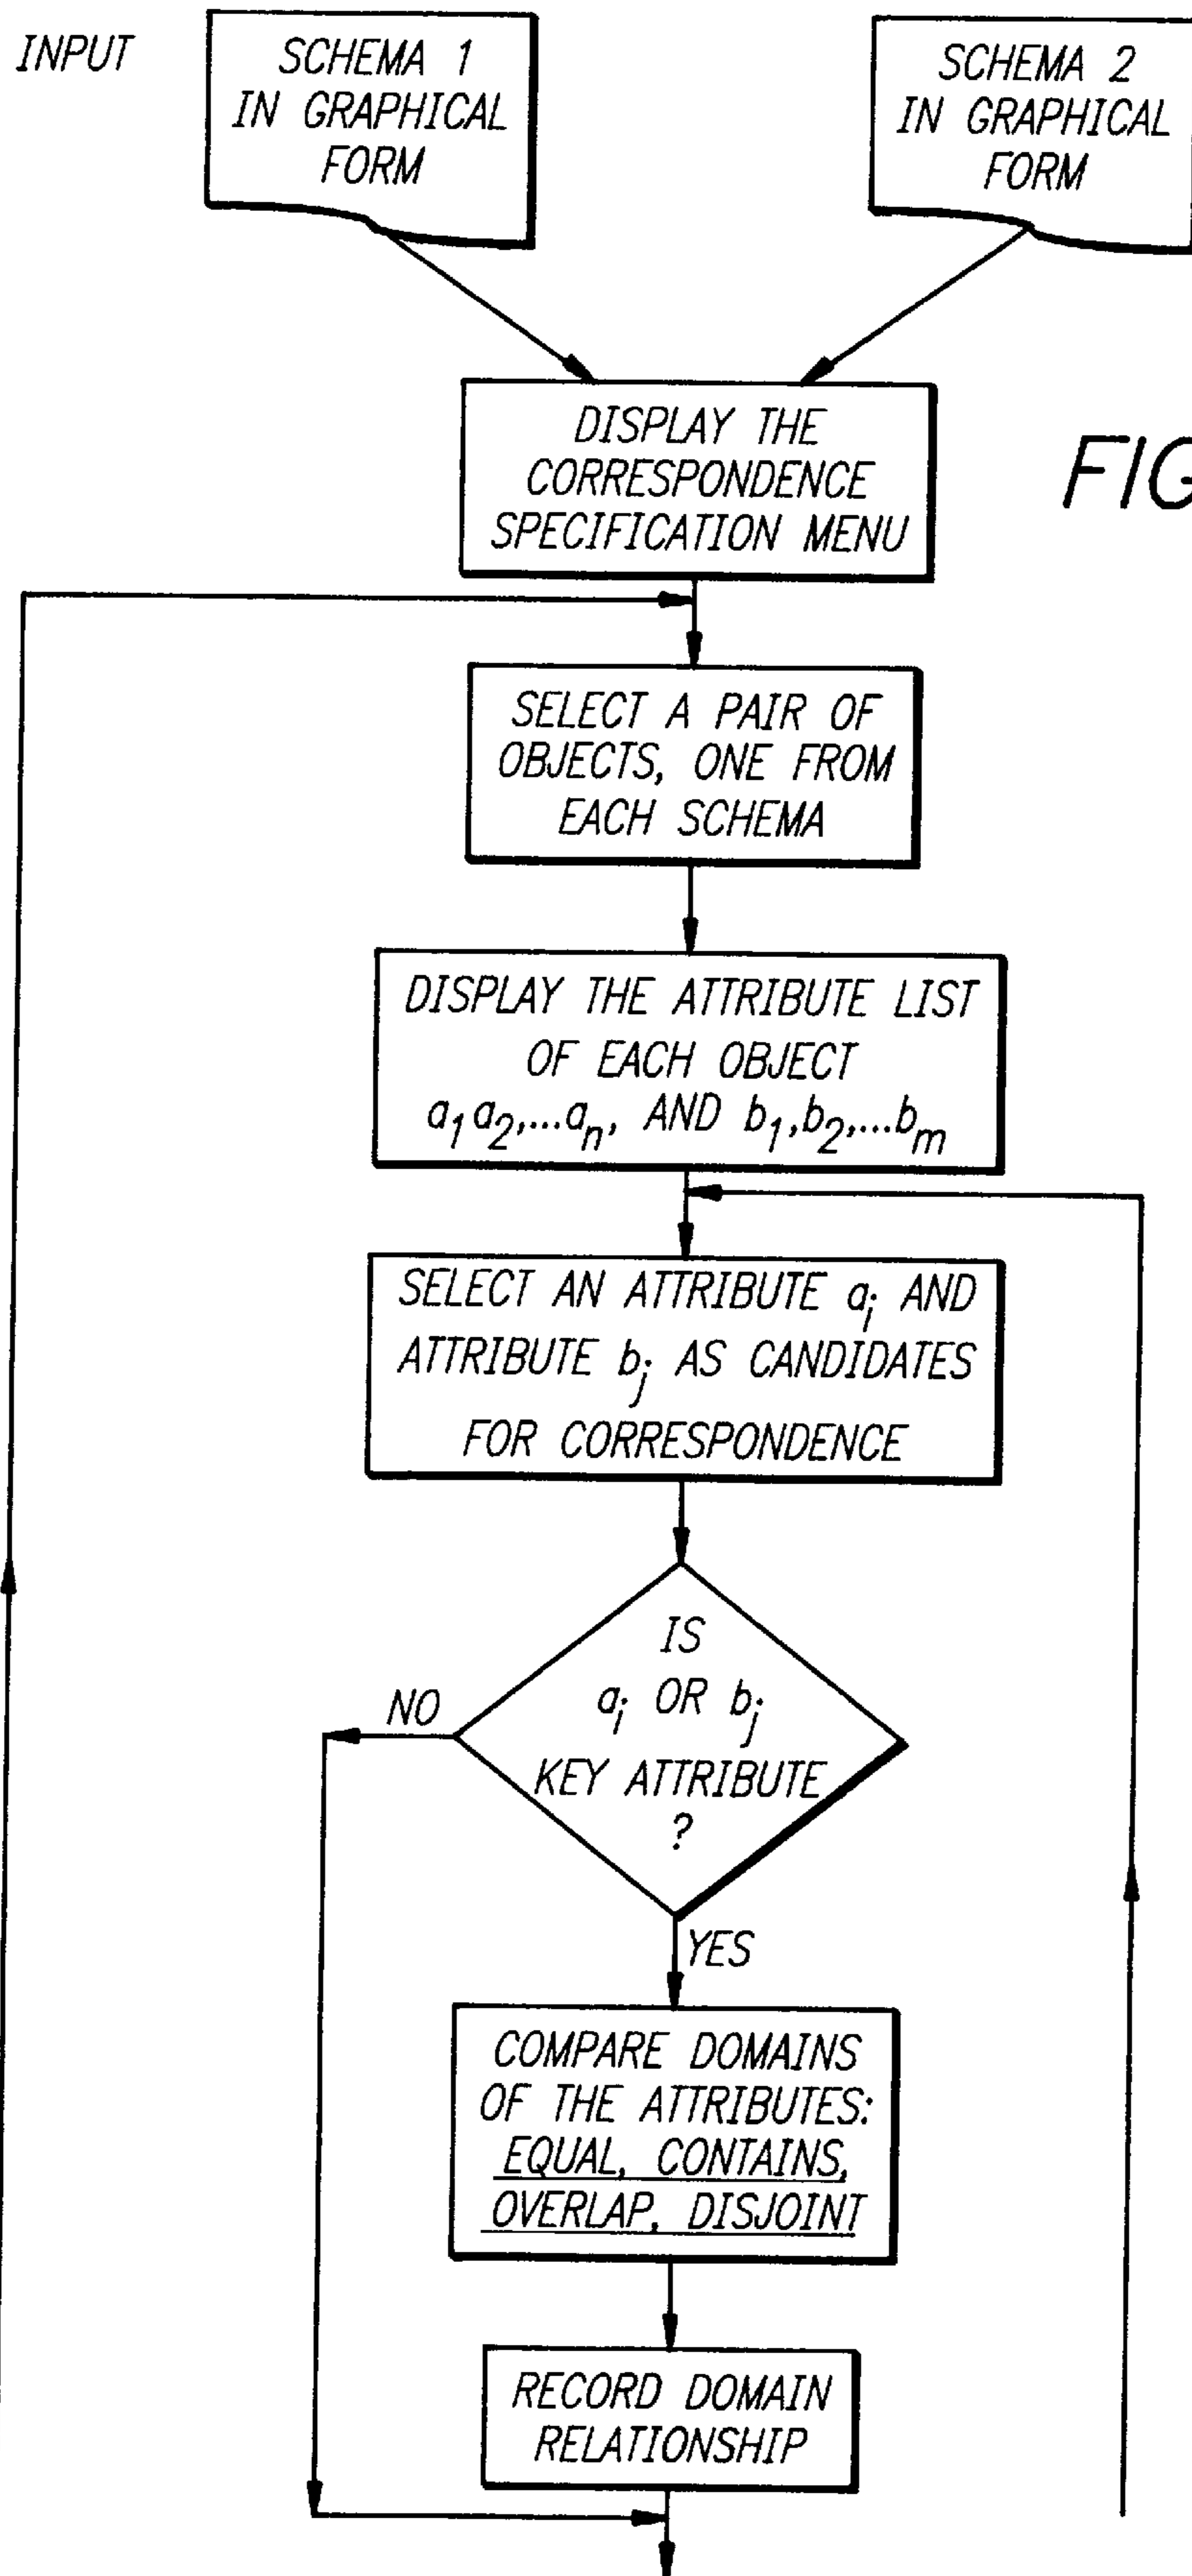 INPUT
SCHEMA 1
IN GRAPHICAL
FORM
SCHEMA 2
IN GRAPHICAL
FORM
DISPLAY THE
CORRESPONDENCE
SPECIFICATION MENU
FIG
SELECT A PAIR OF
OBJECTS, ONE FROM
EACH SCHEMA
DISPLAY THE ATTRIBUTE LIST
OF EACH OBJECT
a₁ a₂,...aₙ, AND b₁,b₂,...bₘ
SELECT AN ATTRIBUTE aᵢ AND
ATTRIBUTE bⱼ AS CANDIDATES
FOR CORRESPONDENCE
IS
aᵢ OR bⱼ
KEY ATTRIBUTE
?
NO
YES
COMPARE DOMAINS
OF THE ATTRIBUTES:
EQUAL, CONTAINS,
OVERLAP, DISJOINT
RECORD DOMAIN
RELATIONSHIP